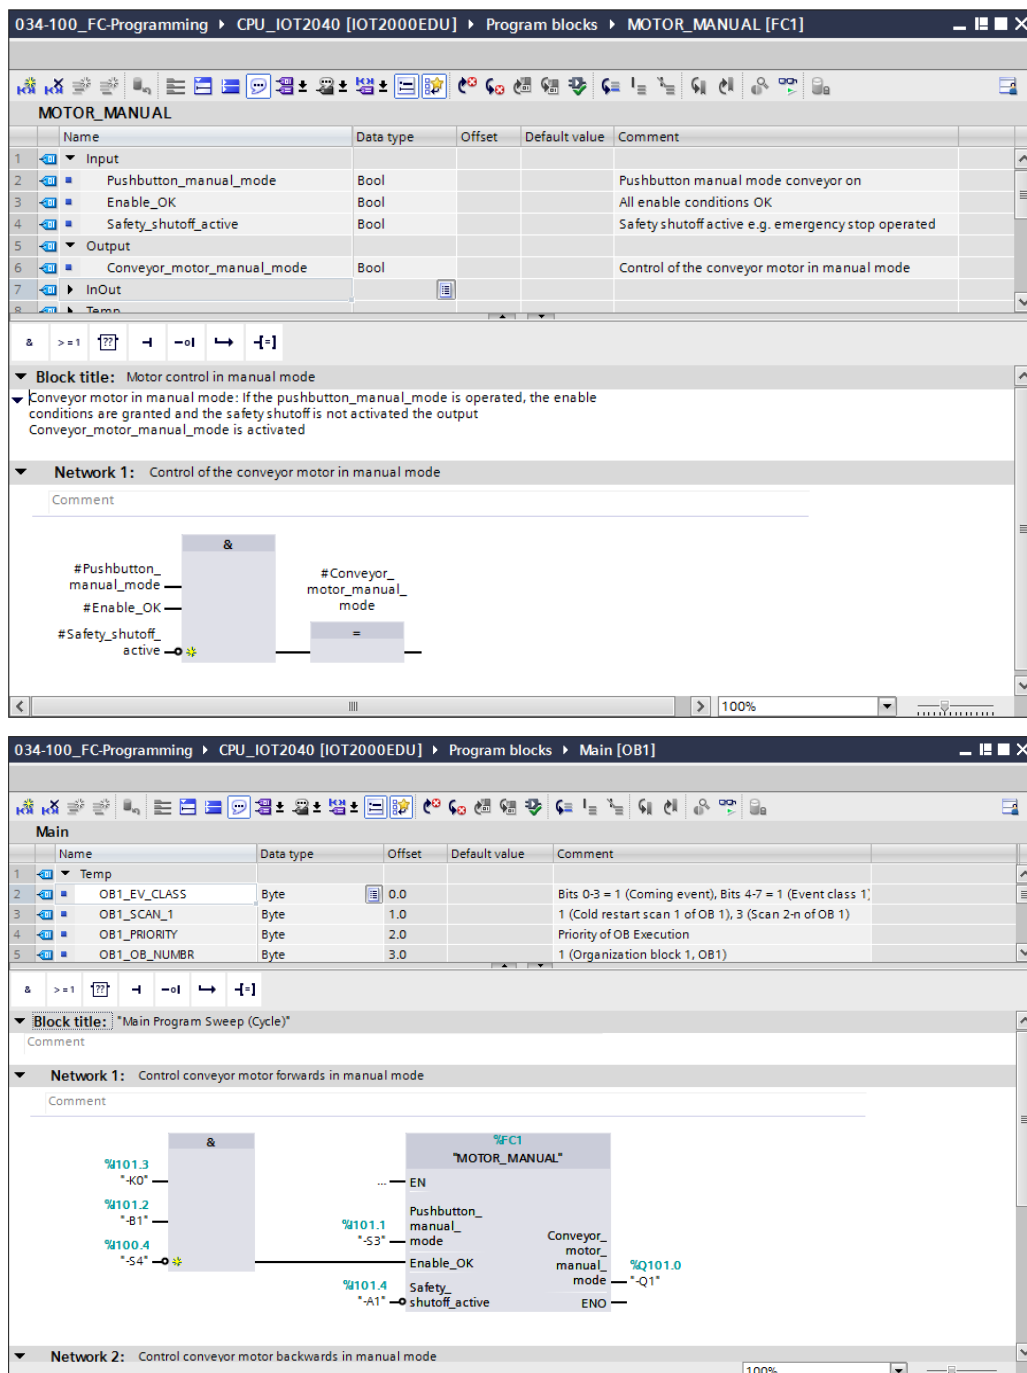 034-100_FC-Programming ▸ CPU_IOT2040 [IOT2000EDU] ▸ Program blocks ▸ MOTOR_MANUAL [FC1]
MOTOR_MANUAL
Name Data type Offset Default value Comment
1 Input
2 Pushbutton_manual_mode Bool Pushbutton manual mode conveyor on
3 Enable_OK Bool All enable conditions OK
4 Safety_shutoff_active Bool Safety shutoff active e.g. emergency stop operated
5 Output
6 Conveyor_motor_manual_mode Bool Control of the conveyor motor in manual mode
7 InOut
8 Temp
& >=1 ??
Block title: Motor control in manual mode
Conveyor motor in manual mode: If the pushbutton_manual_mode is operated, the enable
conditions are granted and the safety shutoff is not activated the output
Conveyor_motor_manual_mode is activated
Network 1: Control of the conveyor motor in manual mode
Comment
&
#Pushbutton_
manual_mode
#Enable_OK
#Safety_shutoff_
active
#Conveyor_
motor_manual_
mode
=
100%
034-100_FC-Programming ▸ CPU_IOT2040 [IOT2000EDU] ▸ Program blocks ▸ Main [OB1]
Main
Name Data type Offset Default value Comment
1 Temp
2 OB1_EV_CLASS Byte 0.0 Bits 0-3 = 1 (Coming event), Bits 4-7 = 1 (Event class 1)
3 OB1_SCAN_1 Byte 1.0 1 (Cold restart scan 1 of OB 1), 3 (Scan 2-n of OB 1)
4 OB1_PRIORITY Byte 2.0 Priority of OB Execution
5 OB1_OB_NUMBR Byte 3.0 1 (Organization block 1, OB1)
& >=1 ??
Block title: "Main Program Sweep (Cycle)"
Comment
Network 1: Control conveyor motor forwards in manual mode
Comment
&
%I101.3
"-K0"
%I101.2
"-B1"
%I100.4
"-S4"
%FC1
"MOTOR_MANUAL"
... EN
%I101.1
"-S3"
Pushbutton_
manual_
mode
Enable_OK
%I101.4
"-A1"
Safety_
shutoff_active
Conveyor_
motor_
manual_
mode
%Q101.0
"-Q1"
ENO
Network 2: Control conveyor motor backwards in manual mode
100%